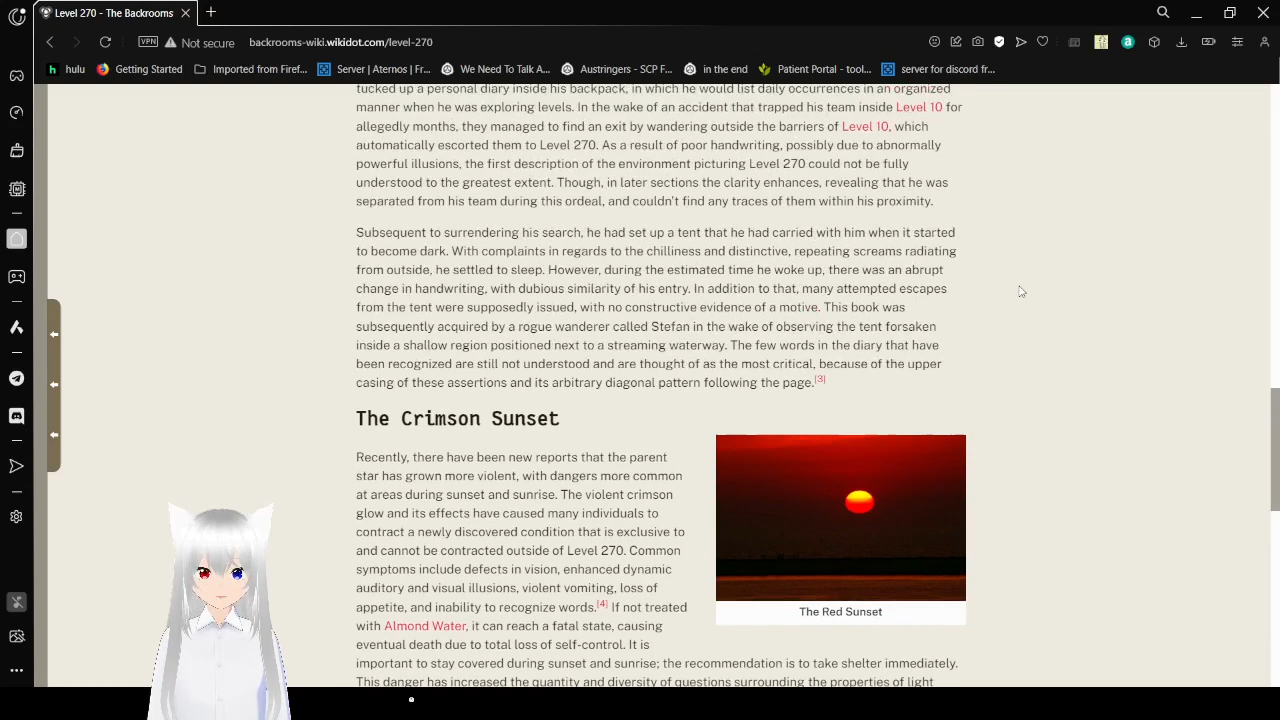 Level 270 - The Backrooms
VPN
Not secure
backrooms-wiki.wikidot.com/level-270
hulu
Getting Started
Imported from Firef...
Server | Aternos | Fr...
We Need To Talk A...
Austringers - SCP F...
in the end
Patient Portal - tool...
server for discord fr...
tucked up a personal diary inside his backpack, in which he would list daily occurrences in an organized
manner when he was exploring levels. In the wake of an accident that trapped his team inside Level 10 for
allegedly months, they managed to find an exit by wandering outside the barriers of Level 10, which
automatically escorted them to Level 270. As a result of poor handwriting, possibly due to abnormally
powerful illusions, the first description of the environment picturing Level 270 could not be fully
understood to the greatest extent. Though, in later sections the clarity enhances, revealing that he was
separated from his team during this ordeal, and couldn't find any traces of them within his proximity.
Subsequent to surrendering his search, he had set up a tent that he had carried with him when it started
to become dark. With complaints in regards to the chilliness and distinctive, repeating screams radiating
from outside, he settled to sleep. However, during the estimated time he woke up, there was an abrupt
change in handwriting, with dubious similarity of his entry. In addition to that, many attempted escapes
from the tent were supposedly issued, with no constructive evidence of a motive. This book was
subsequently acquired by a rogue wanderer called Stefan in the wake of observing the tent forsaken
inside a shallow region positioned next to a streaming waterway. The few words in the diary that have
been recognized are still not understood and are thought of as the most critical, because of the upper
casing of these assertions and its arbitrary diagonal pattern following the page.[3]
The Crimson Sunset
Recently, there have been new reports that the parent
star has grown more violent, with dangers more common
at areas during sunset and sunrise. The violent crimson
glow and its effects have caused many individuals to
contract a newly discovered condition that is exclusive to
and cannot be contracted outside of Level 270. Common
symptoms include defects in vision, enhanced dynamic
auditory and visual illusions, violent vomiting, loss of
appetite, and inability to recognize words.[4] If not treated
with Almond Water, it can reach a fatal state, causing
eventual death due to total loss of self-control. It is
important to stay covered during sunset and sunrise; the recommendation is to take shelter immediately.
This danger has increased the quantity and diversity of questions surrounding the properties of light
The Red Sunset